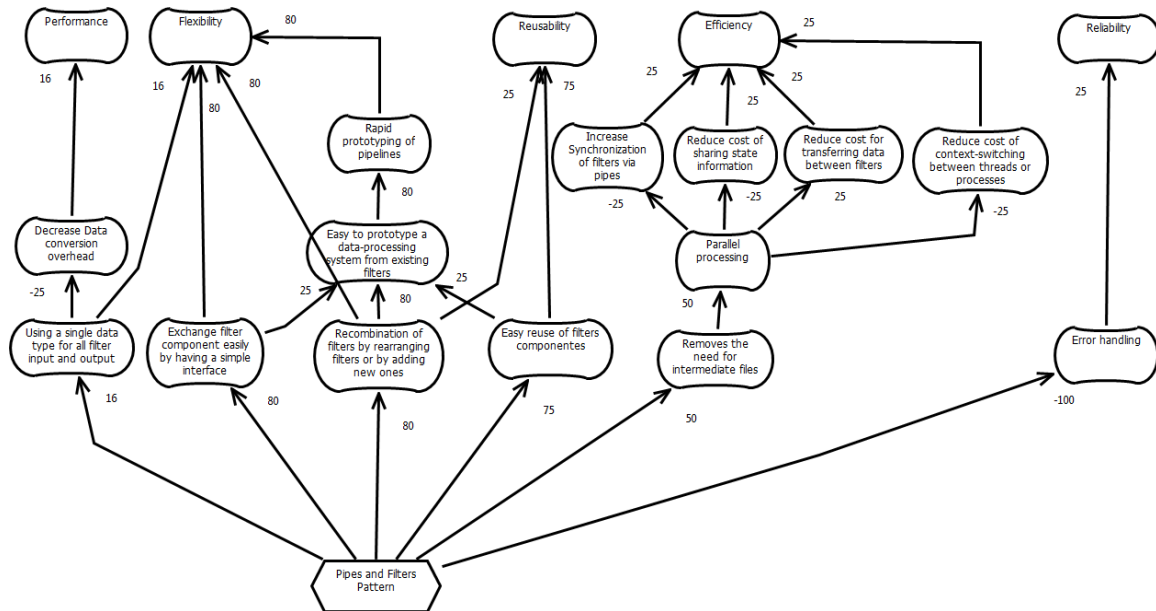 Performance
Flexibility
80
Reusability
Efficiency
25
Reliability
16
16
80
80
25
75
25
25
25
25
25
Rapid
prototyping of
pipelines
Increase
Synchronization
of filters via
pipes
Reduce cost of
sharing state
information
Reduce cost for
transferring data
between filters
Reduce cost of
context-switching
between threads or
processes
80
-25
-25
25
-25
Decrease Data
conversion
overhead
Easy to prototype a
data-processing
system from existing
filters
Parallel
processing
-25
25
80
25
50
Using a single data
type for all filter
input and output
Exchange filter
component easily
by having a simple
interface
Recombination of
filters by rearranging
filters or by adding
new ones
Easy reuse of filters
componentes
Removes the
need for
intermediate files
Error handling
16
80
80
75
50
-100
Pipes and Filters
Pattern